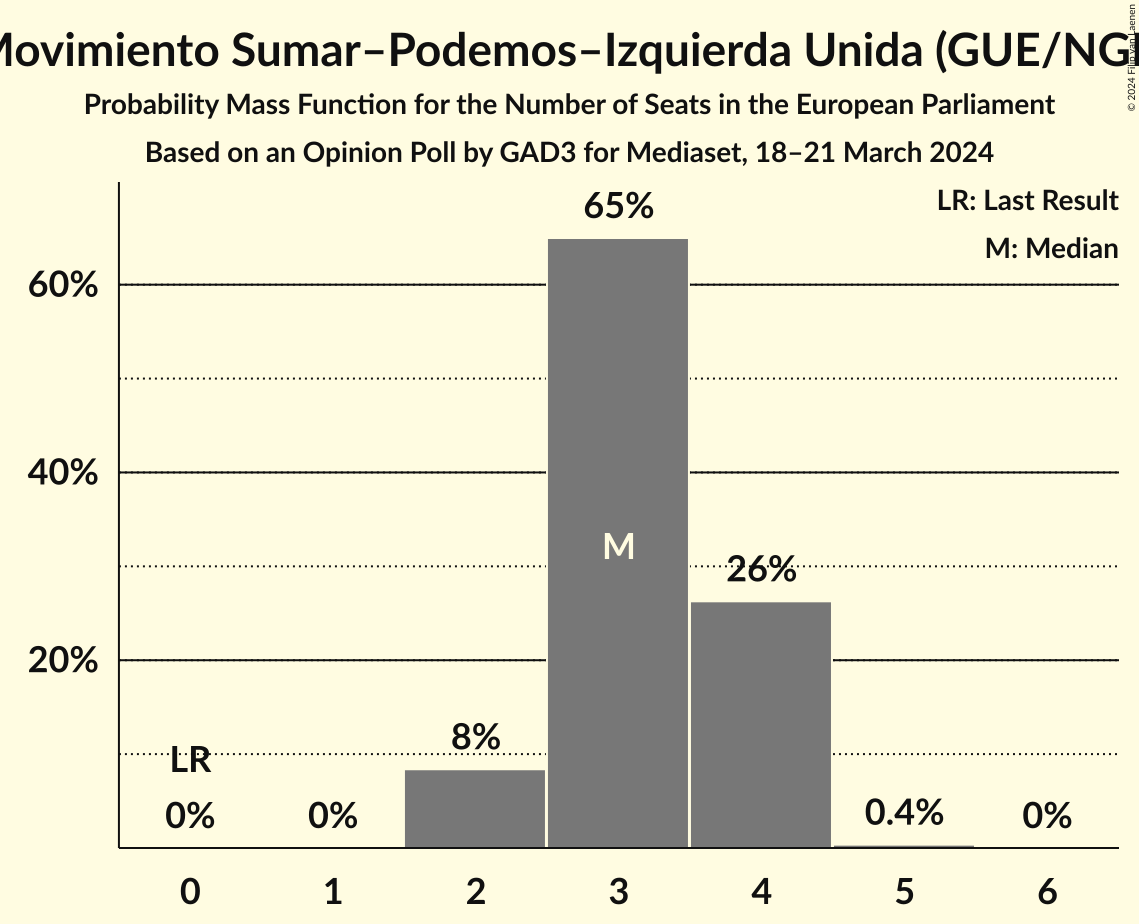 Movimiento Sumar–Podemos–Izquierda Unida (GUE/NGL
© 2024 Filip van Laenen
Probability Mass Function for the Number of Seats in the European Parliament
Based on an Opinion Poll by GAD3 for Mediaset, 18–21 March 2024
LR: Last Result
M: Median
65%
60%
40%
M
26%
20%
8%
LR
0%
0%
0.4%
0%
0 1 2 3 4 5 6